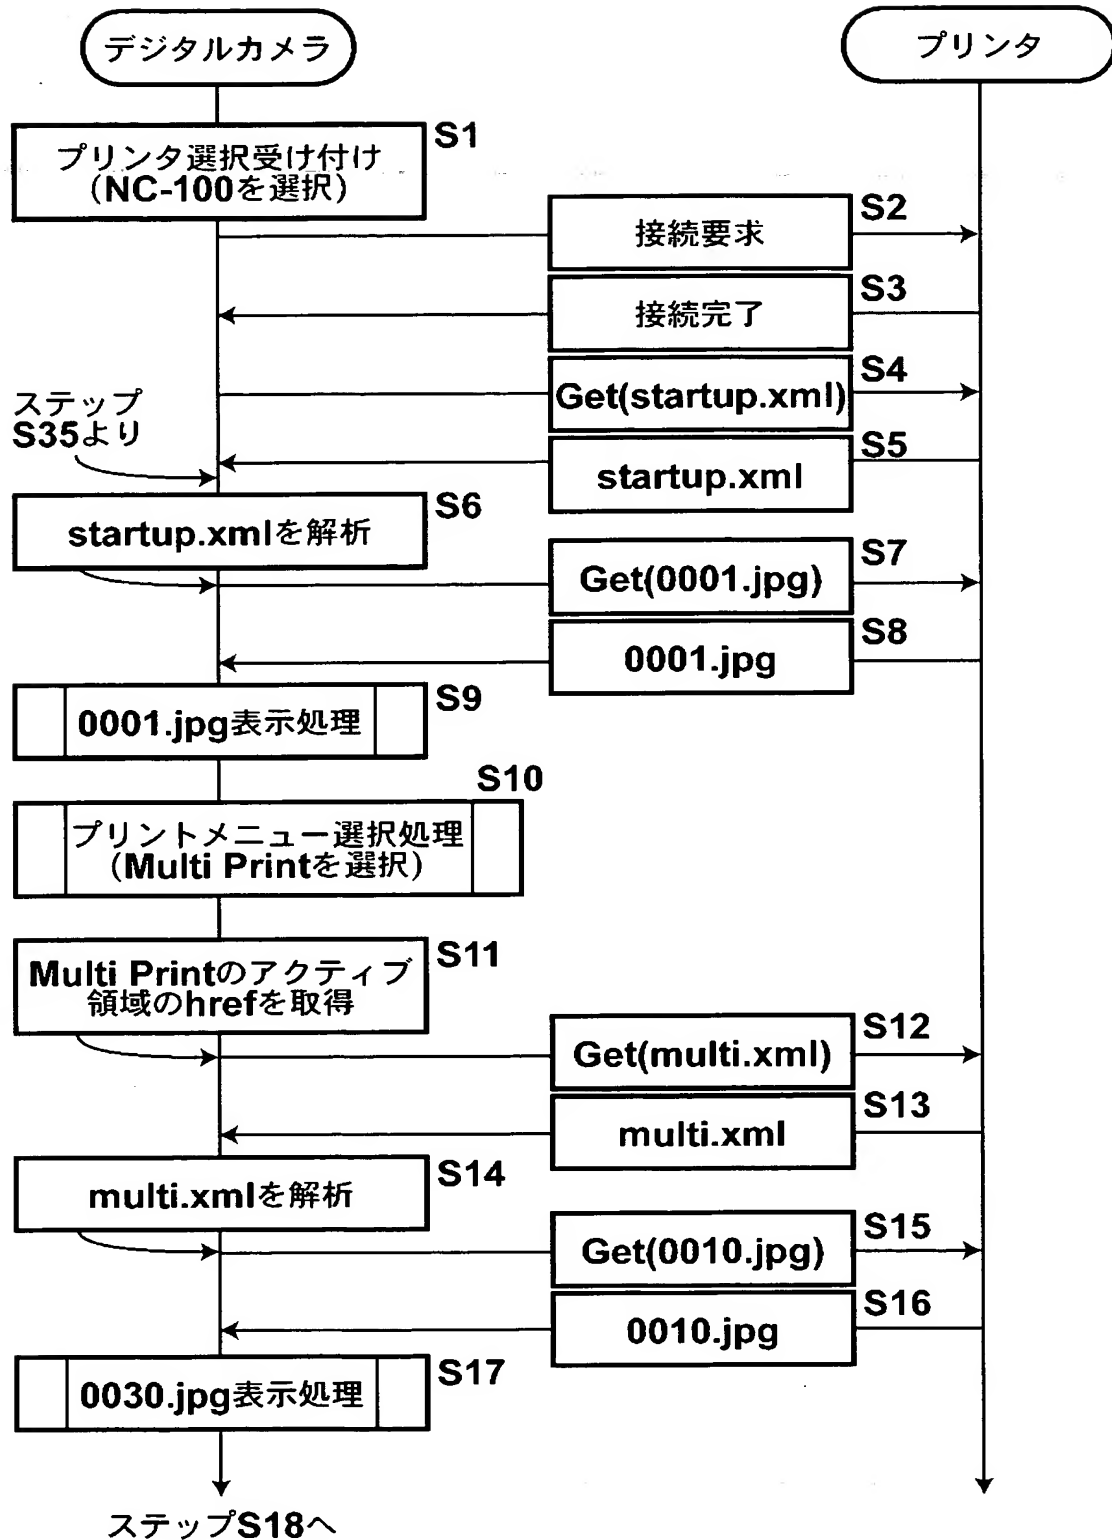 デジタルカメラ
プリンタ
S1
プリンタ選択受け付け
(NC-100を選択)
S2
接続要求
S3
接続完了
S4
Get(startup.xml)
ステップ
S35より
S5
startup.xml
S6
startup.xmlを解析
S7
Get(0001.jpg)
S8
0001.jpg
S9
0001.jpg表示処理
S10
プリントメニュー選択処理
(Multi Printを選択)
S11
Multi Printのアクティブ
領域のhrefを取得
S12
Get(multi.xml)
S13
multi.xml
S14
multi.xmlを解析
S15
Get(0010.jpg)
S16
0010.jpg
S17
0030.jpg表示処理
ステップS18へ